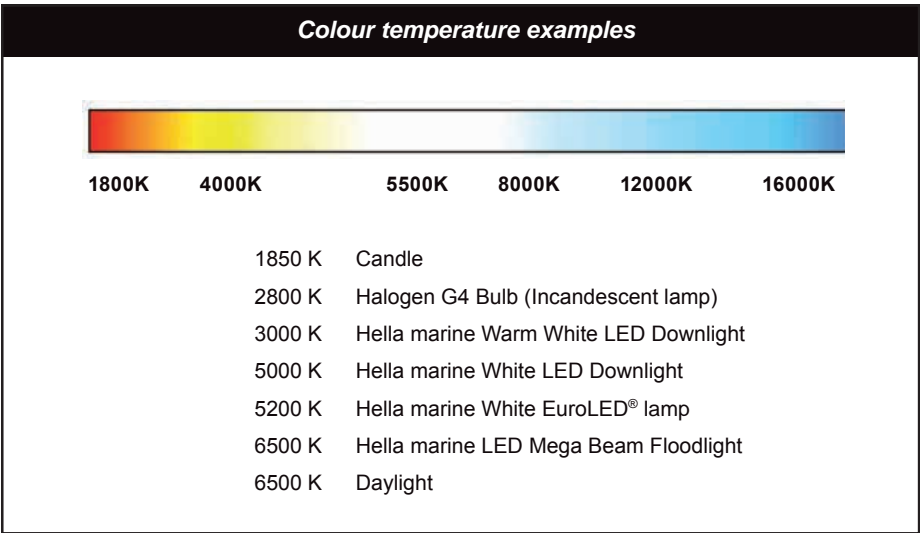 Colour temperature examples
1800K 4000K 5500K 8000K 12000K 16000K
1850 K Candle
2800 K Halogen G4 Bulb (Incandescent lamp)
3000 K Hella marine Warm White LED Downlight
5000 K Hella marine White LED Downlight
5200 K Hella marine White EuroLED® lamp
6500 K Hella marine LED Mega Beam Floodlight
6500 K Daylight